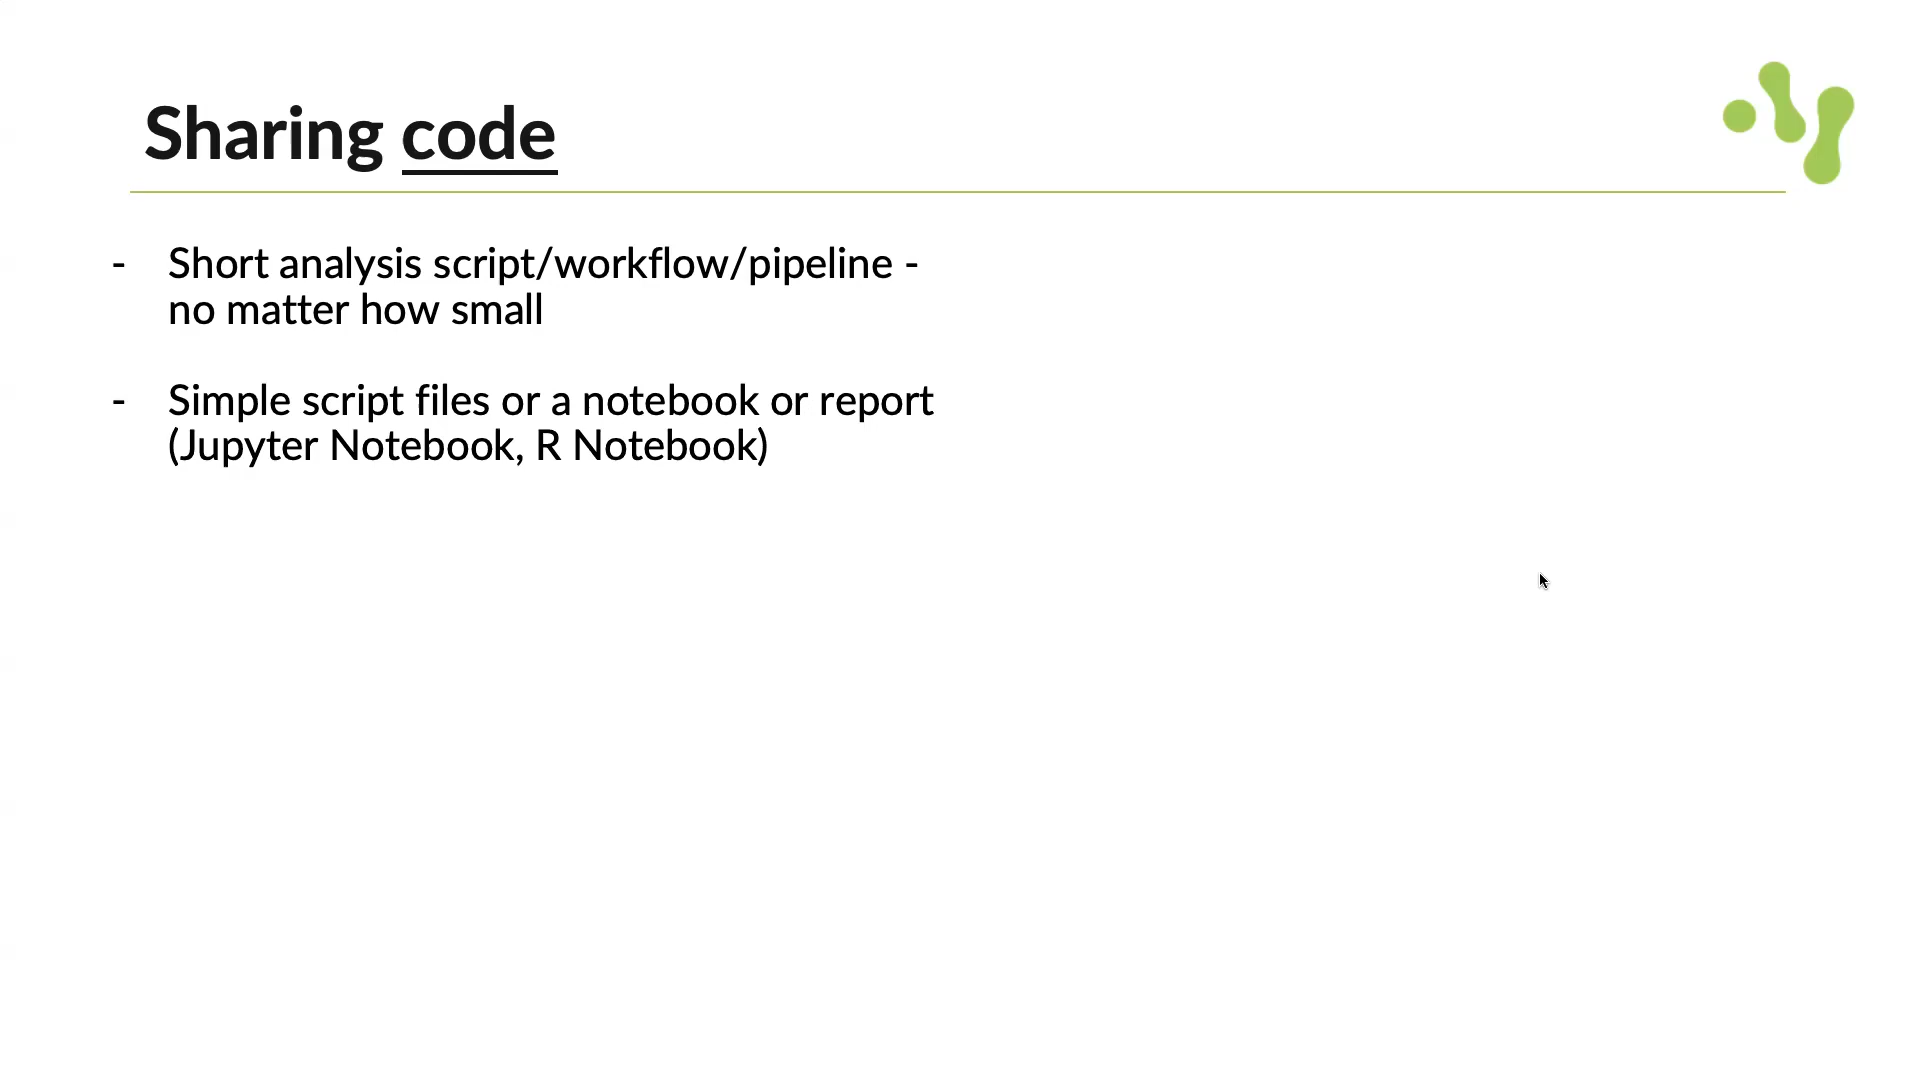 Sharing code
- Short analysis script/workflow/pipeline -
no matter how small
- Simple script files or a notebook or report
(Jupyter Notebook, R Notebook)